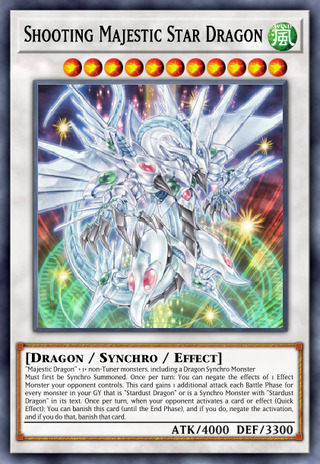 SHOOTING MAJESTIC STAR DRAGON
WIND
風
[DRAGON / SYNCHRO / EFFECT]
"Majestic Dragon" + 1+ non-Tuner monsters, including a Dragon Synchro Monster
Must first be Synchro Summoned. Once per turn: You can negate the effects of 1 Effect
Monster your opponent controls. This card gains 1 additional attack each Battle Phase for
every monster in your GY that is "Stardust Dragon" or is a Synchro Monster with "Stardust
Dragon" in its text. Once per turn, when your opponent activates a card or effect (Quick
Effect): You can banish this card (until the End Phase), and if you do, negate the activation,
and if you do that, banish that card.
ATK/4000 DEF/3300